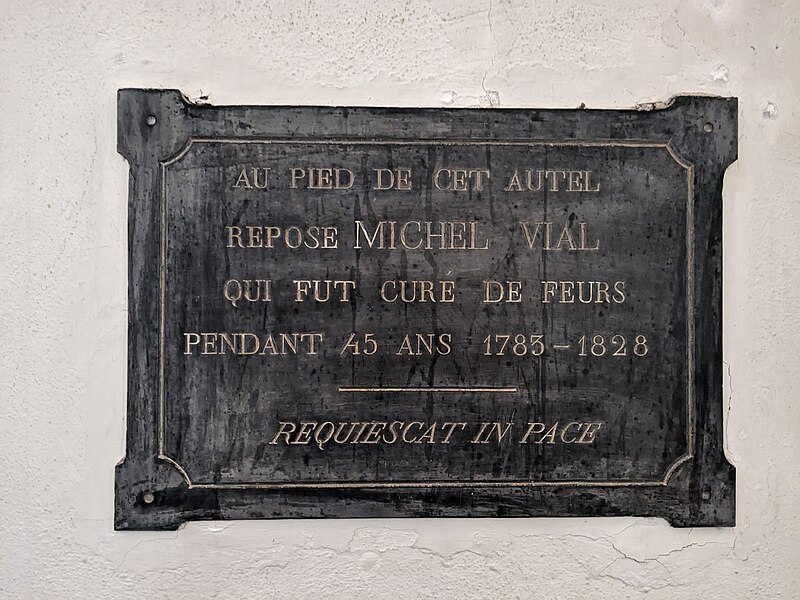 AU PIED DE CET AUTEL
REPOSE MICHEL VIAL
QUI FUT CURÉ DE FEURS
PENDANT 45 ANS 1783-1828
REQUIESCAT IN PACE